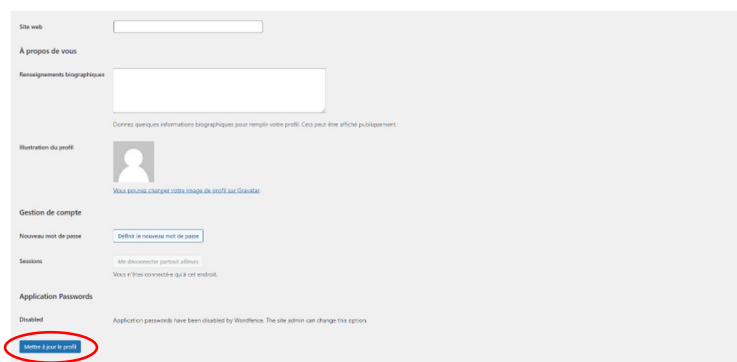 Site web
À propos de vous
Renseignements biographiques
Donnez quelques informations biographiques pour remplir votre profil. Ceci peut être affiché publiquement.
Illustration du profil
Vous pouvez changer votre image de profil sur Gravatar.
Gestion de compte
Nouveau mot de passe
Définir le nouveau mot de passe
Sessions
Me déconnecter partout ailleurs
Vous n'êtes connecté·e qu'à cet endroit.
Application Passwords
Disabled
Application passwords have been disabled by Wordfence. The site admin can change this option.
Mettre à jour le profil